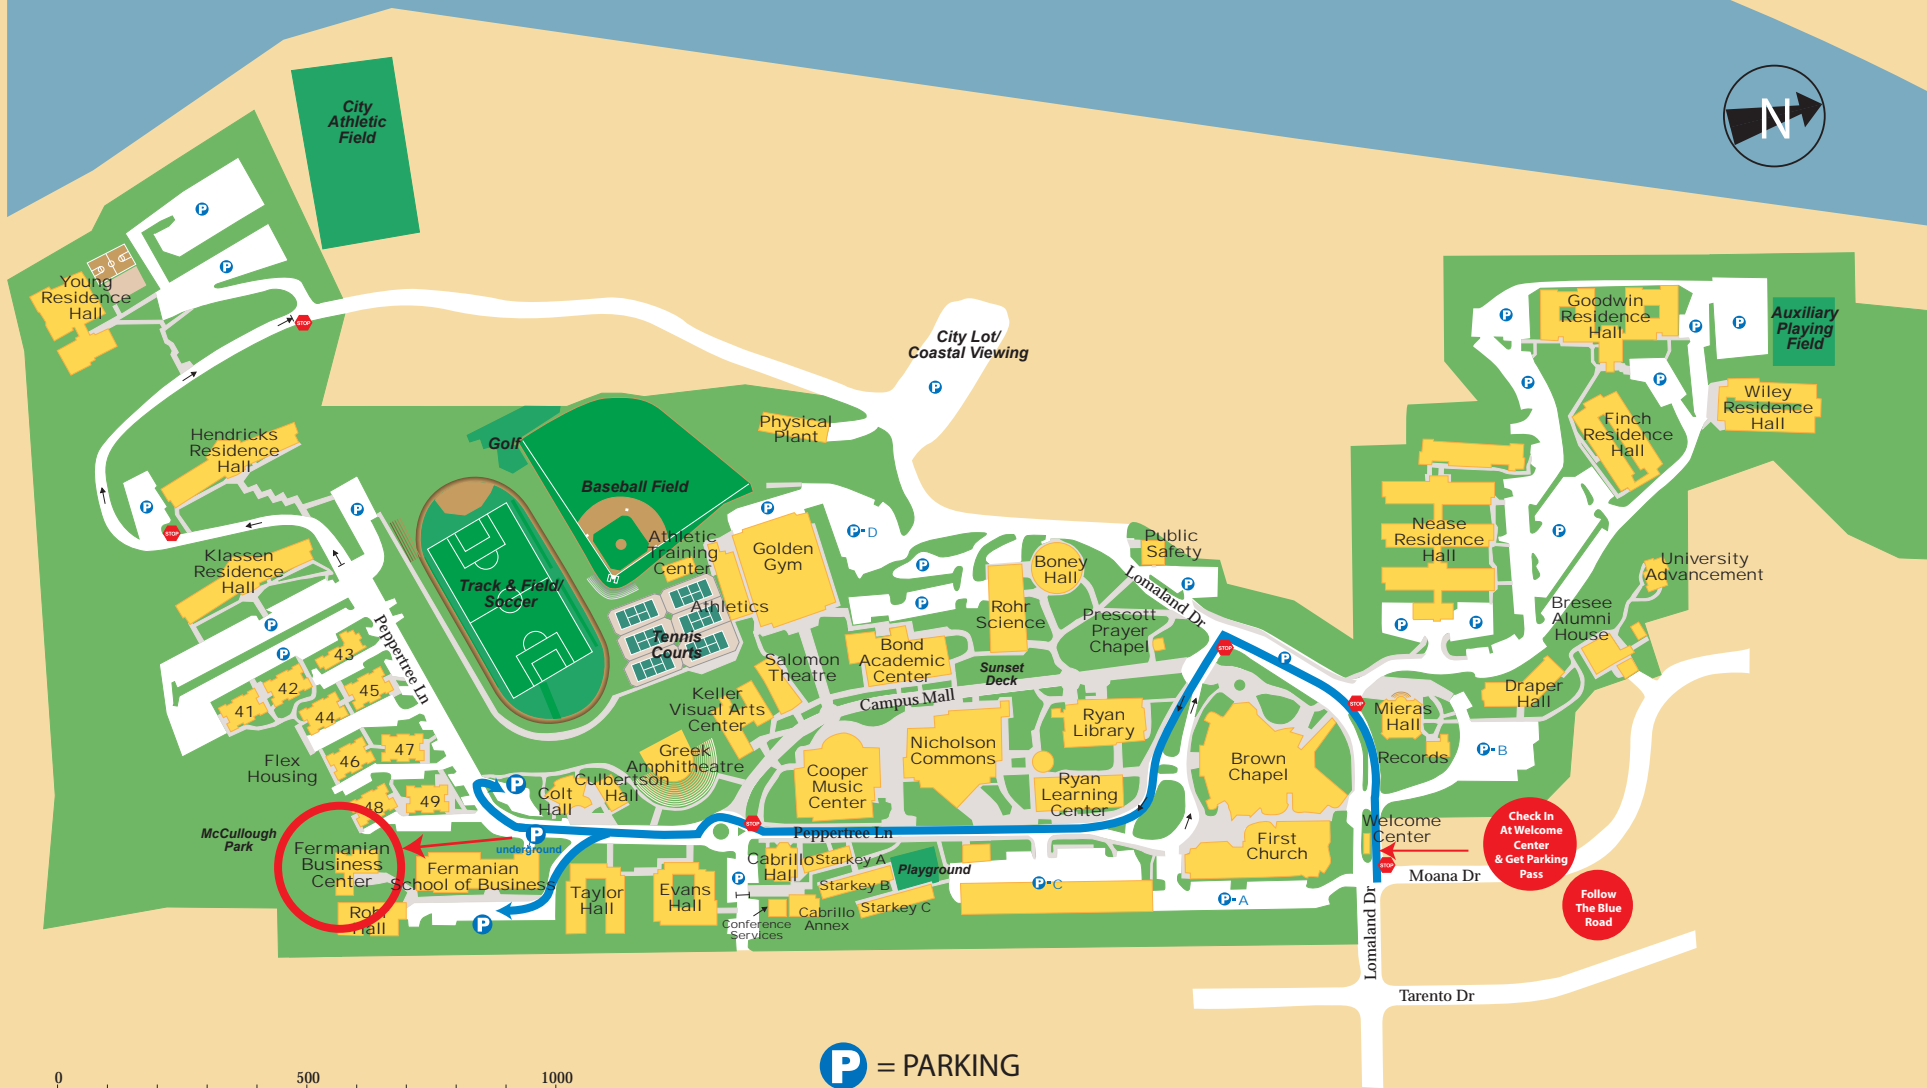 City
Athletic
Field
N
Young
Residence
Hall
STOP
City Lot/
Coastal Viewing
P
Goodwin
Residence
Hall
Auxiliary
Playing
Field
Wiley
Residence
Hall
Finch
Residence
Hall
Physical
Plant
Hendricks
Residence
Hall
Golf
Baseball Field
P
STOP
P
Klassen
Residence
Hall
Track & Field/
Soccer
Athletic
Training
Center
Golden
Gym
P-D
Athletics
Tennis
Courts
Boney
Hall
Public
Safety
Lomaland Dr
Rohr
Science
Prescott
Prayer
Chapel
Nease
Residence
Hall
University
Advancement
Bresee
Alumni
House
Peppertree Ln
43
42
45
41
44
47
46
48
49
Flex
Housing
Salomon
Theatre
Bond
Academic
Center
Sunset
Deck
Campus Mall
Keller
Visual Arts
Center
Greek
Amphitheatre
Culbertson
Hall
Colt
Hall
Cooper
Music
Center
Nicholson
Commons
Ryan
Library
Ryan
Learning
Center
STOP
P
STOP
Brown
Chapel
Mieras
Hall
Draper
Hall
Records
P-B
McCullough
Park
Fermanian
Business
Center
P
underground
Fermanian
School of Business
Rohr
Hall
P
Taylor
Hall
Evans
Hall
STOP
Peppertree Ln
Cabrillo
Hall
Starkey A
Starkey B
Starkey C
Playground
P
Conference
Services
Cabrillo
Annex
P-C
P-A
First
Church
Welcome
Center
STOP
Moana Dr
Check In
At Welcome
Center
& Get Parking
Pass
Follow
The Blue
Road
Lomaland Dr
Tarento Dr
P = PARKING
0 500 1000